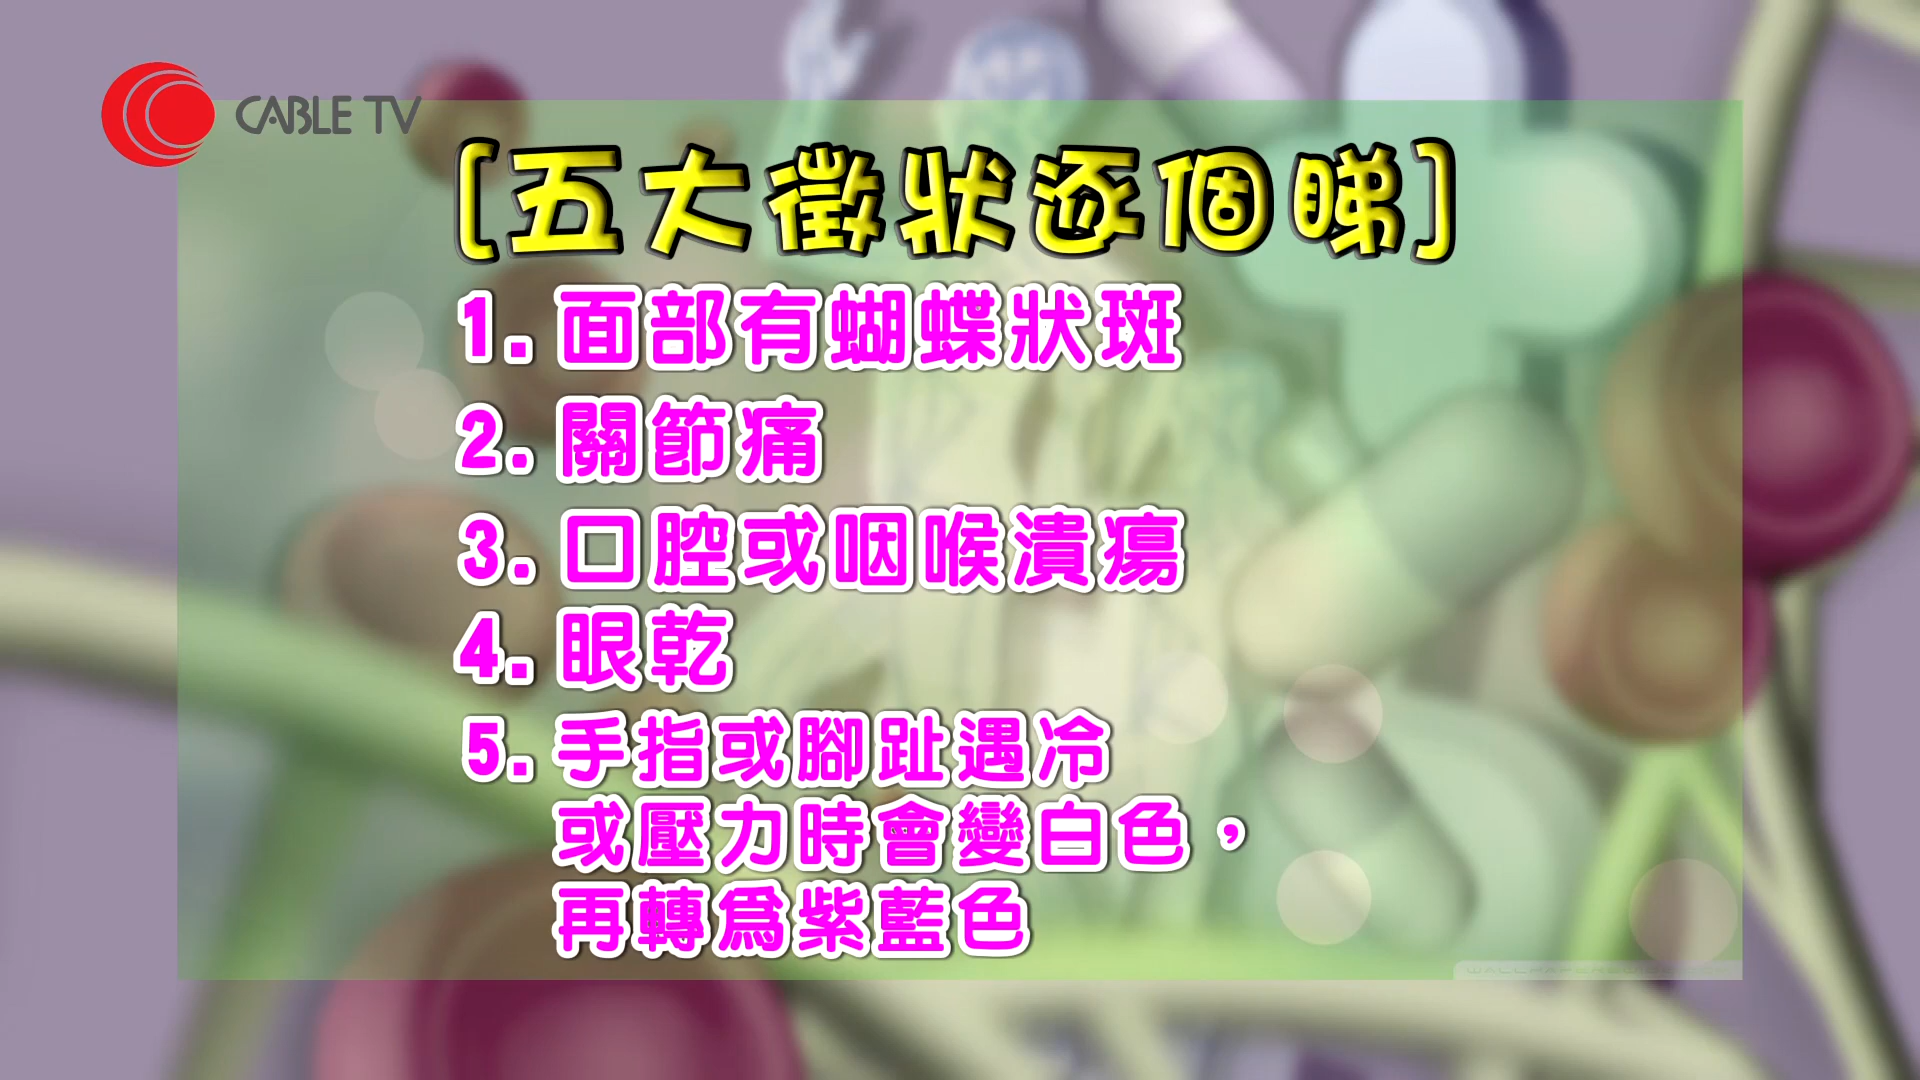 CABLE TV
[五大徵狀逐個睇]
1. 面部有蝴蝶狀斑
2. 關節痛
3. 口腔或咽喉潰瘍
4. 眼乾
5. 手指或腳趾遇冷
或壓力時會變白色，
再轉為紫藍色